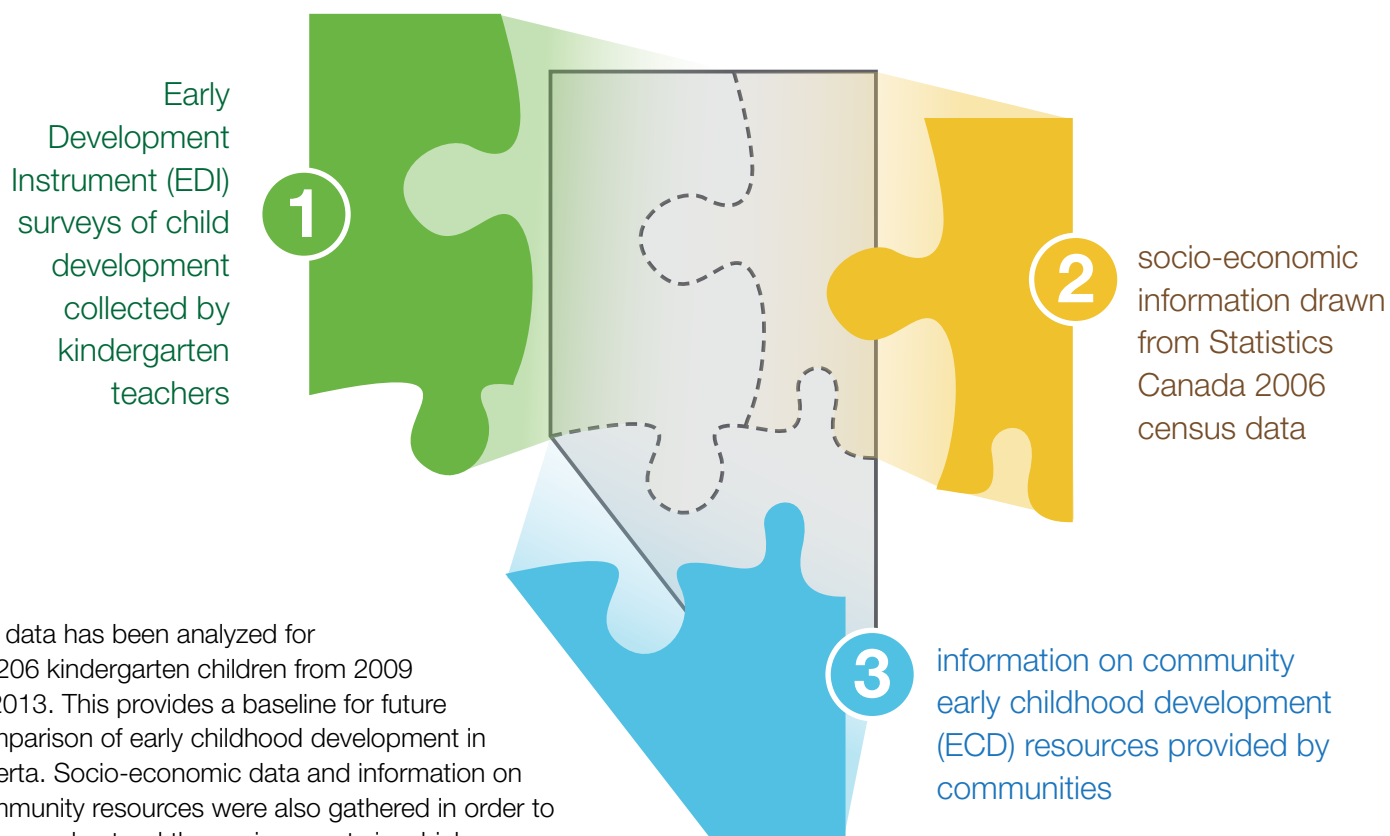 Early
Development
Instrument (EDI)
surveys of child
development
collected by
kindergarten
teachers
1
2
socio-economic
information drawn
from Statistics
Canada 2006
census data
3
information on community
early childhood development
(ECD) resources provided by
communities
data has been analyzed for
206 kindergarten children from 2009
2013. This provides a baseline for future
mparison of early childhood development in
erta. Socio-economic data and information on
mmunity resources were also gathered in order to